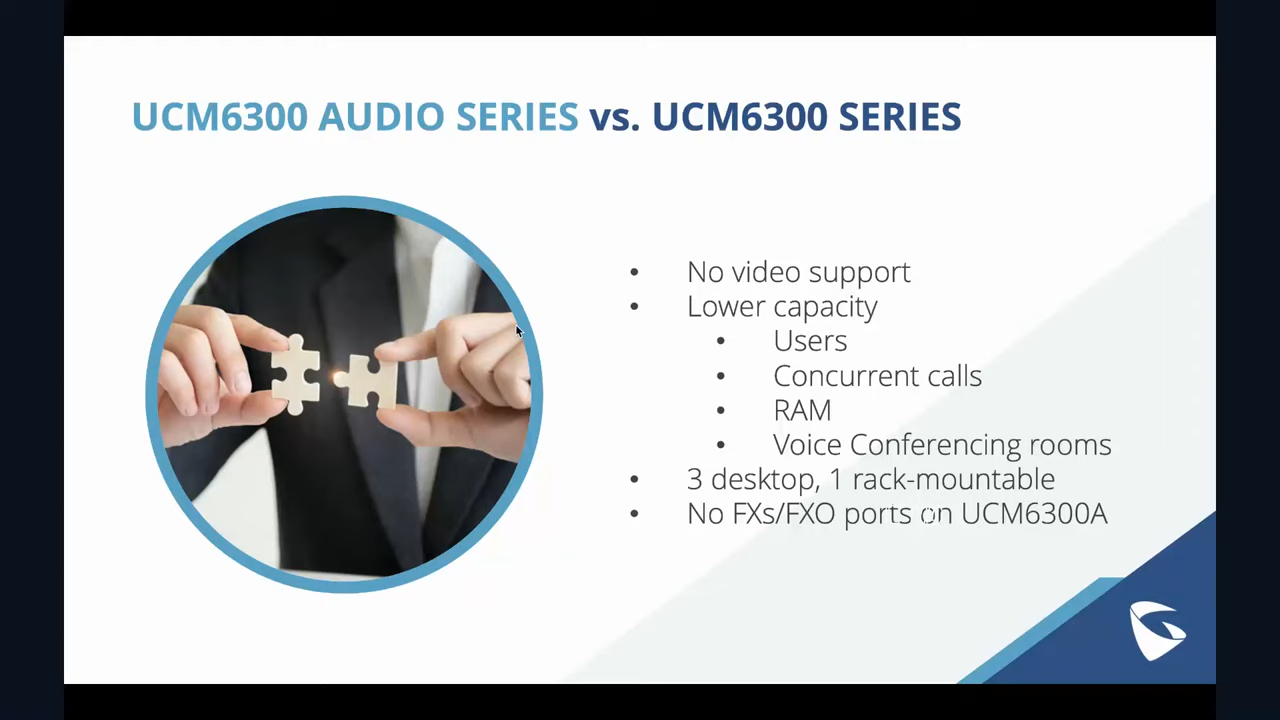 UCM6300 AUDIO SERIES vs. UCM6300 SERIES
• No video support
• Lower capacity
• Users
• Concurrent calls
• RAM
• Voice Conferencing rooms
• 3 desktop, 1 rack-mountable
• No FXs/FXO ports on UCM6300A